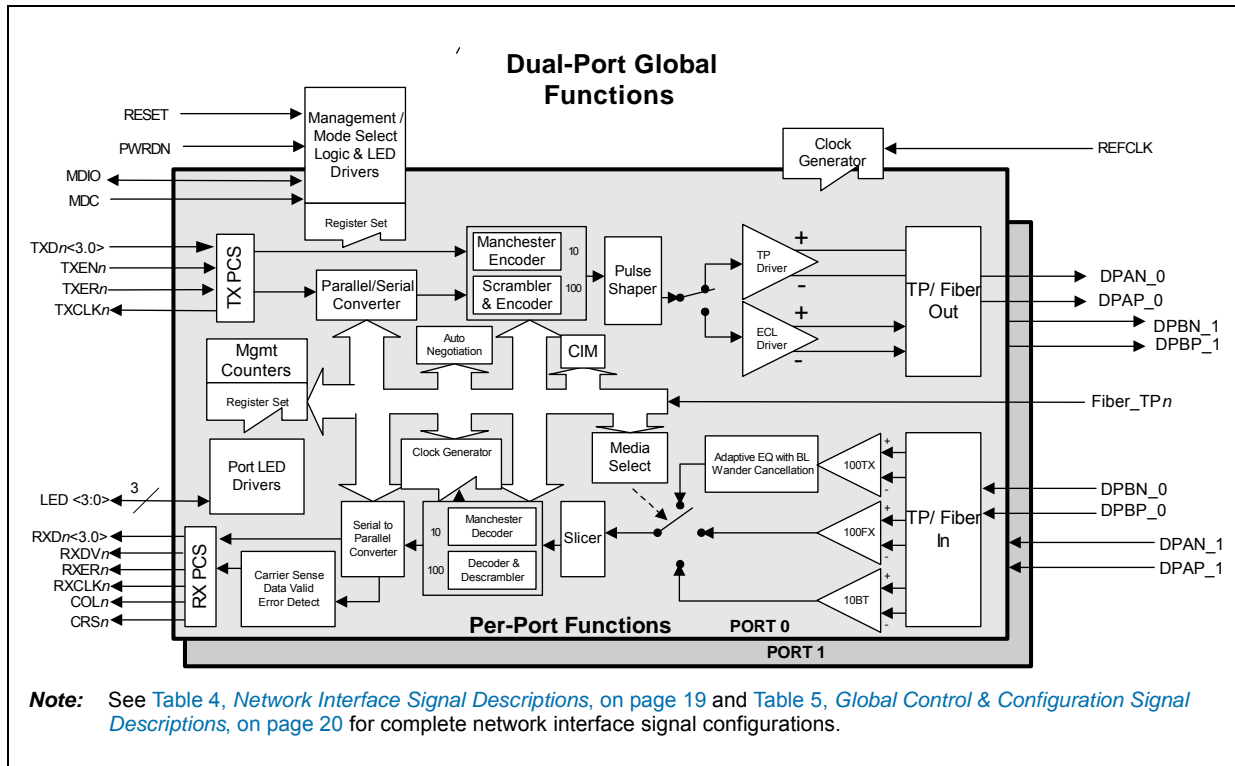 Dual-Port Global
Functions
RESET
PWRDN
MDIO
MDC
Management /
Mode Select
Logic & LED
Drivers
Register Set
Clock
Generator
REFCLK
TXDn<3.0>
TXENn
TXERn
TXCLKn
TX PCS
Parallel/Serial
Converter
Manchester
Encoder
10
Scrambler
& Encoder
100
Pulse
Shaper
TP
Driver
+
-
ECL
Driver
+
-
TP/ Fiber
Out
DPAN_0
DPAP_0
DPBN_1
DPBP_1
Mgmt
Counters
Register Set
Auto
Negotiation
CIM
Fiber_TPn
Port LED
Drivers
LED <3:0>
3
Clock Generator
Media
Select
Adaptive EQ with BL
Wander Cancellation
100TX
+
-
100FX
+
-
10BT
+
-
TP/ Fiber
In
DPBN_0
DPBP_0
DPAN_1
DPAP_1
RXDn<3.0>
RXDVn
RXERn
RXCLKn
COLn
CRSn
RX PCS
Carrier Sense
Data Valid
Error Detect
Serial to
Parallel
Converter
10
Manchester
Decoder
100
Decoder &
Descrambler
Slicer
Per-Port Functions
PORT 0
PORT 1
Note: See Table 4, Network Interface Signal Descriptions, on page 19 and Table 5, Global Control & Configuration Signal
Descriptions, on page 20 for complete network interface signal configurations.